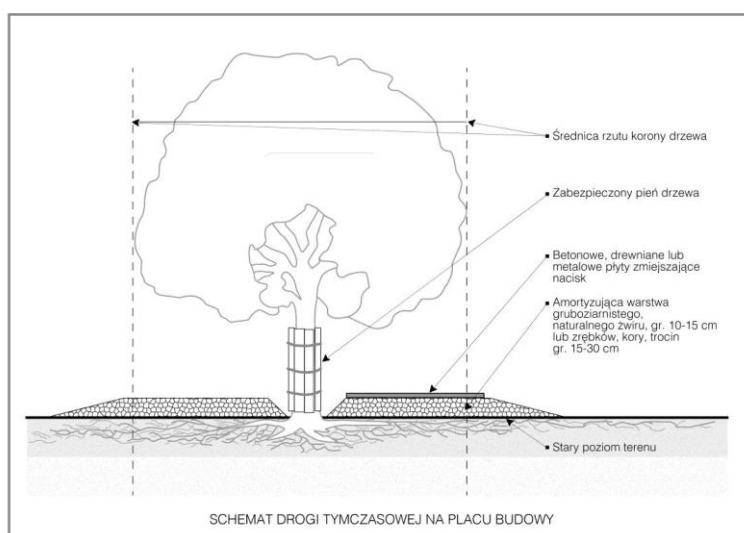 Średnica rzutu korony drzewa
Zabezpieczony pień drzewa
Betonowe, drewniane lub
metalowe płyty zmiejszające
nacisk
Amortyzująca warstwa
gruboziarnistego,
naturalnego żwiru, gr. 10-15 cm
lub zrębków, kory, trocin
gr. 15-30 cm
Stary poziom terenu
SCHEMAT DROGI TYMCZASOWEJ NA PLACU BUDOWY